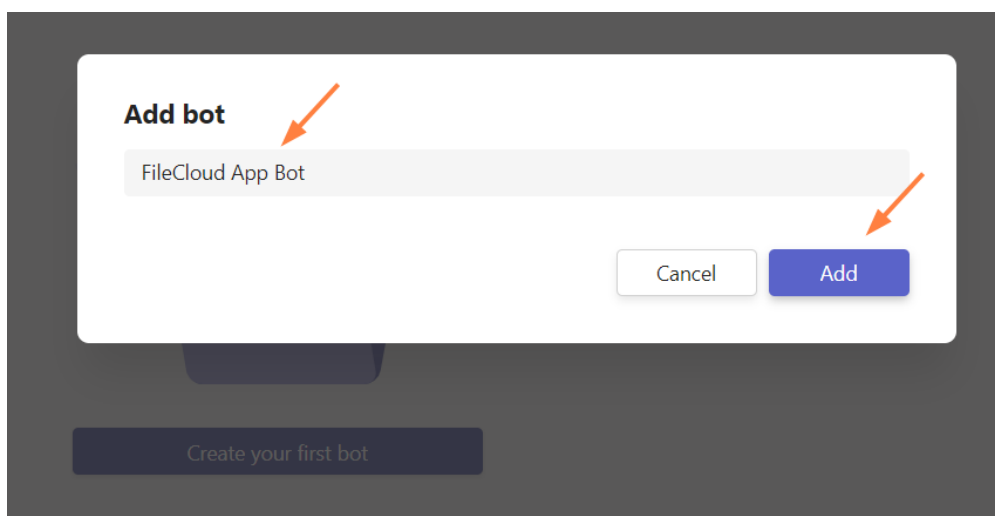 Add bot
FileCloud App Bot
Cancel Add
Create your first bot